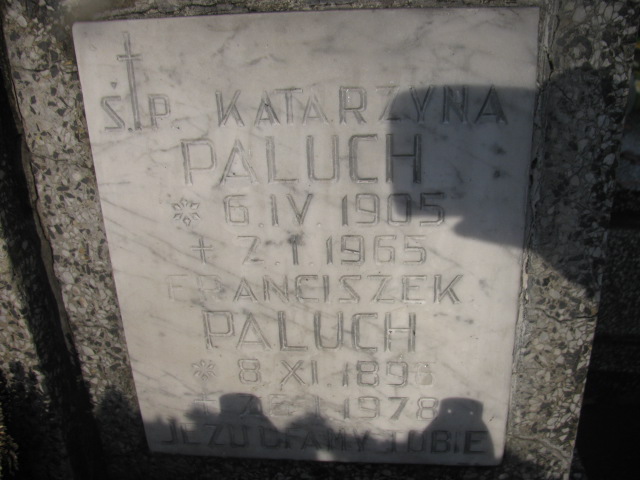 Ś. P. KATARZYNA
PALUCH
* 6.IV.1905
+ 7.I.1965
FRANCISZEK
PALUCH
* 8.XI.
1978
JEZU UFAMY TOBIE